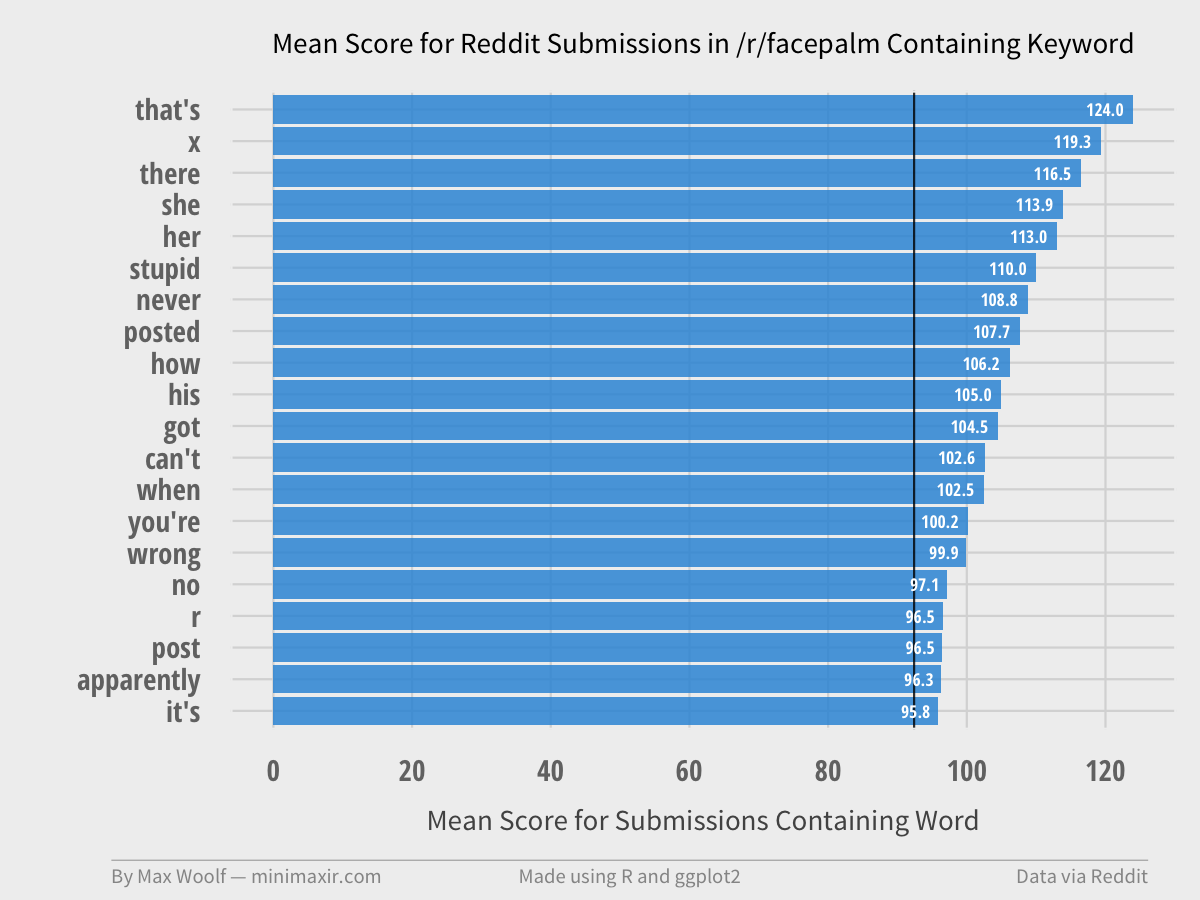 Mean Score for Reddit Submissions in /r/facepalm Containing Keyword
that's 124.0
x 119.3
there 116.5
she 113.9
her 113.0
stupid 110.0
never 108.8
posted 107.7
how 106.2
his 105.0
got 104.5
can't 102.6
when 102.5
you're 100.2
wrong 99.9
no 97.1
r 96.5
post 96.5
apparently 96.3
it's 95.8
0 20 40 60 80 100 120
Mean Score for Submissions Containing Word
By Max Woolf — minimaxir.com Made using R and ggplot2 Data via Reddit